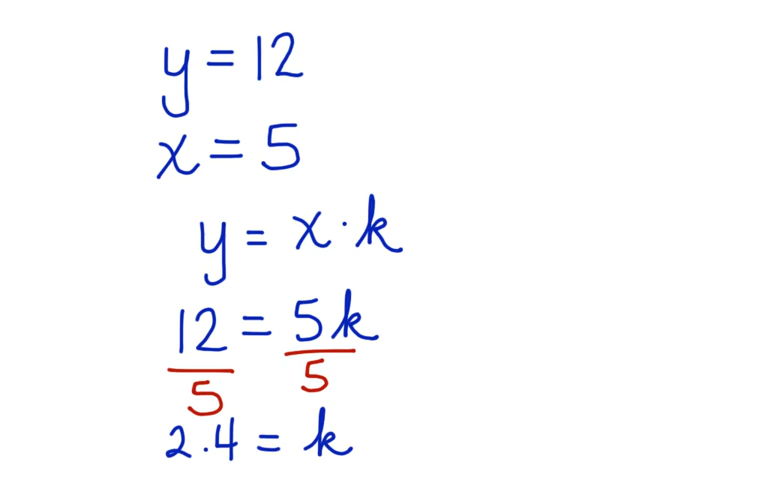 y = 12
x = 5
y = x · k
12 = 5k
5 5
2.4 = k